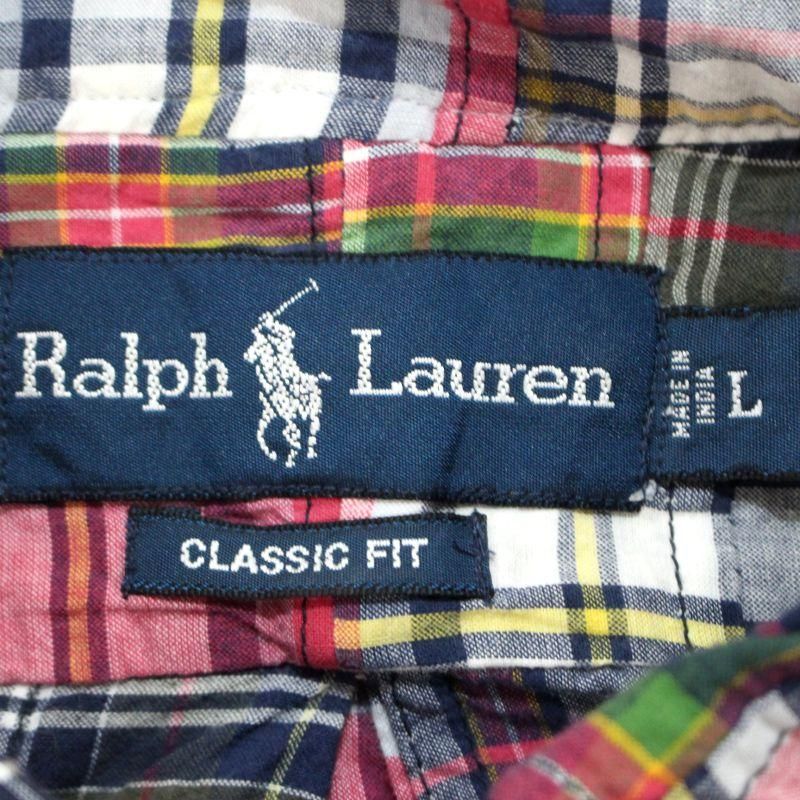 Ralph Lauren
MADE IN
INDIA
L
CLASSIC FIT